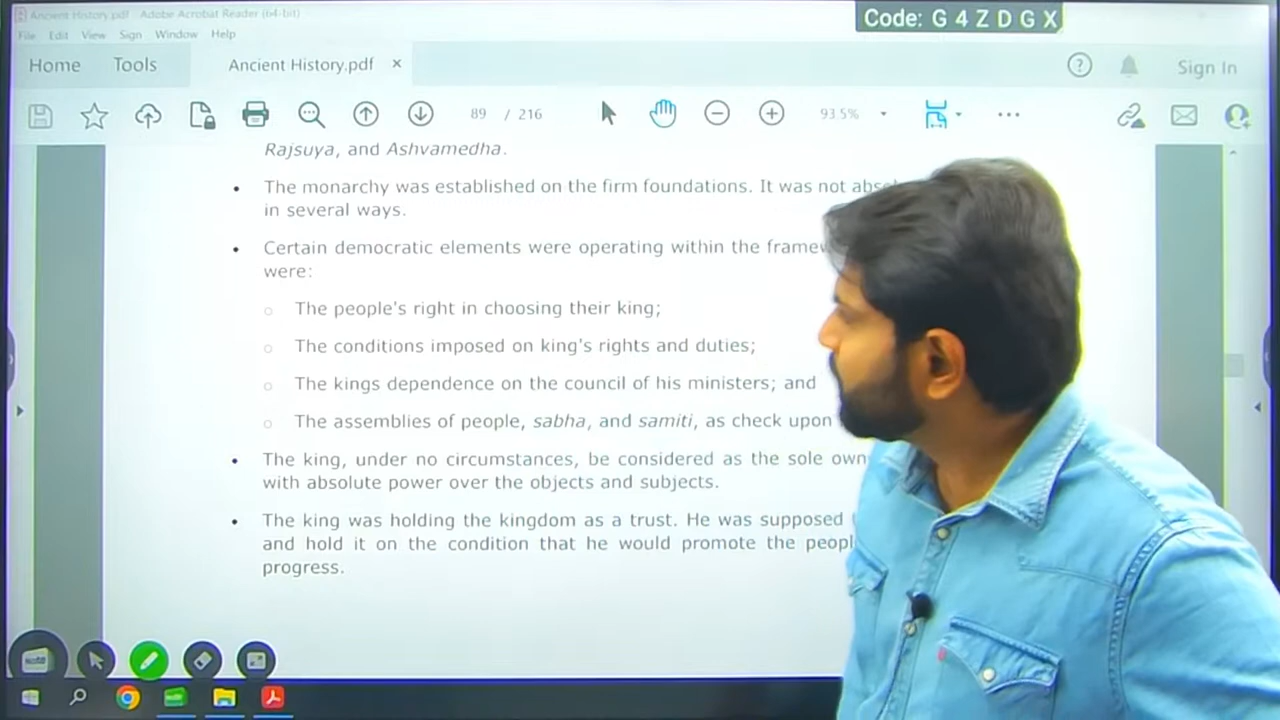 Ancient History.pdf - Adobe Acrobat Reader (64-bit)
Code: G 4 Z D G X
File Edit View Sign Window Help
Home Tools Ancient History.pdf × Sign In
89 / 216 93.5%
Rajsuya, and Ashvamedha.
• The monarchy was established on the firm foundations. It was not
in several ways.
• Certain democratic elements were operating within the
were:
o The people's right in choosing their king;
o The conditions imposed on king's rights and duties;
o The kings dependence on the council of his ministers; and
o The assemblies of people, sabha, and samiti, as check upon
• The king, under no circumstances, be considered as the sole
with absolute power over the objects and subjects.
• The king was holding the kingdom as a trust. He was supposed
and hold it on the condition that he would promote the
progress.